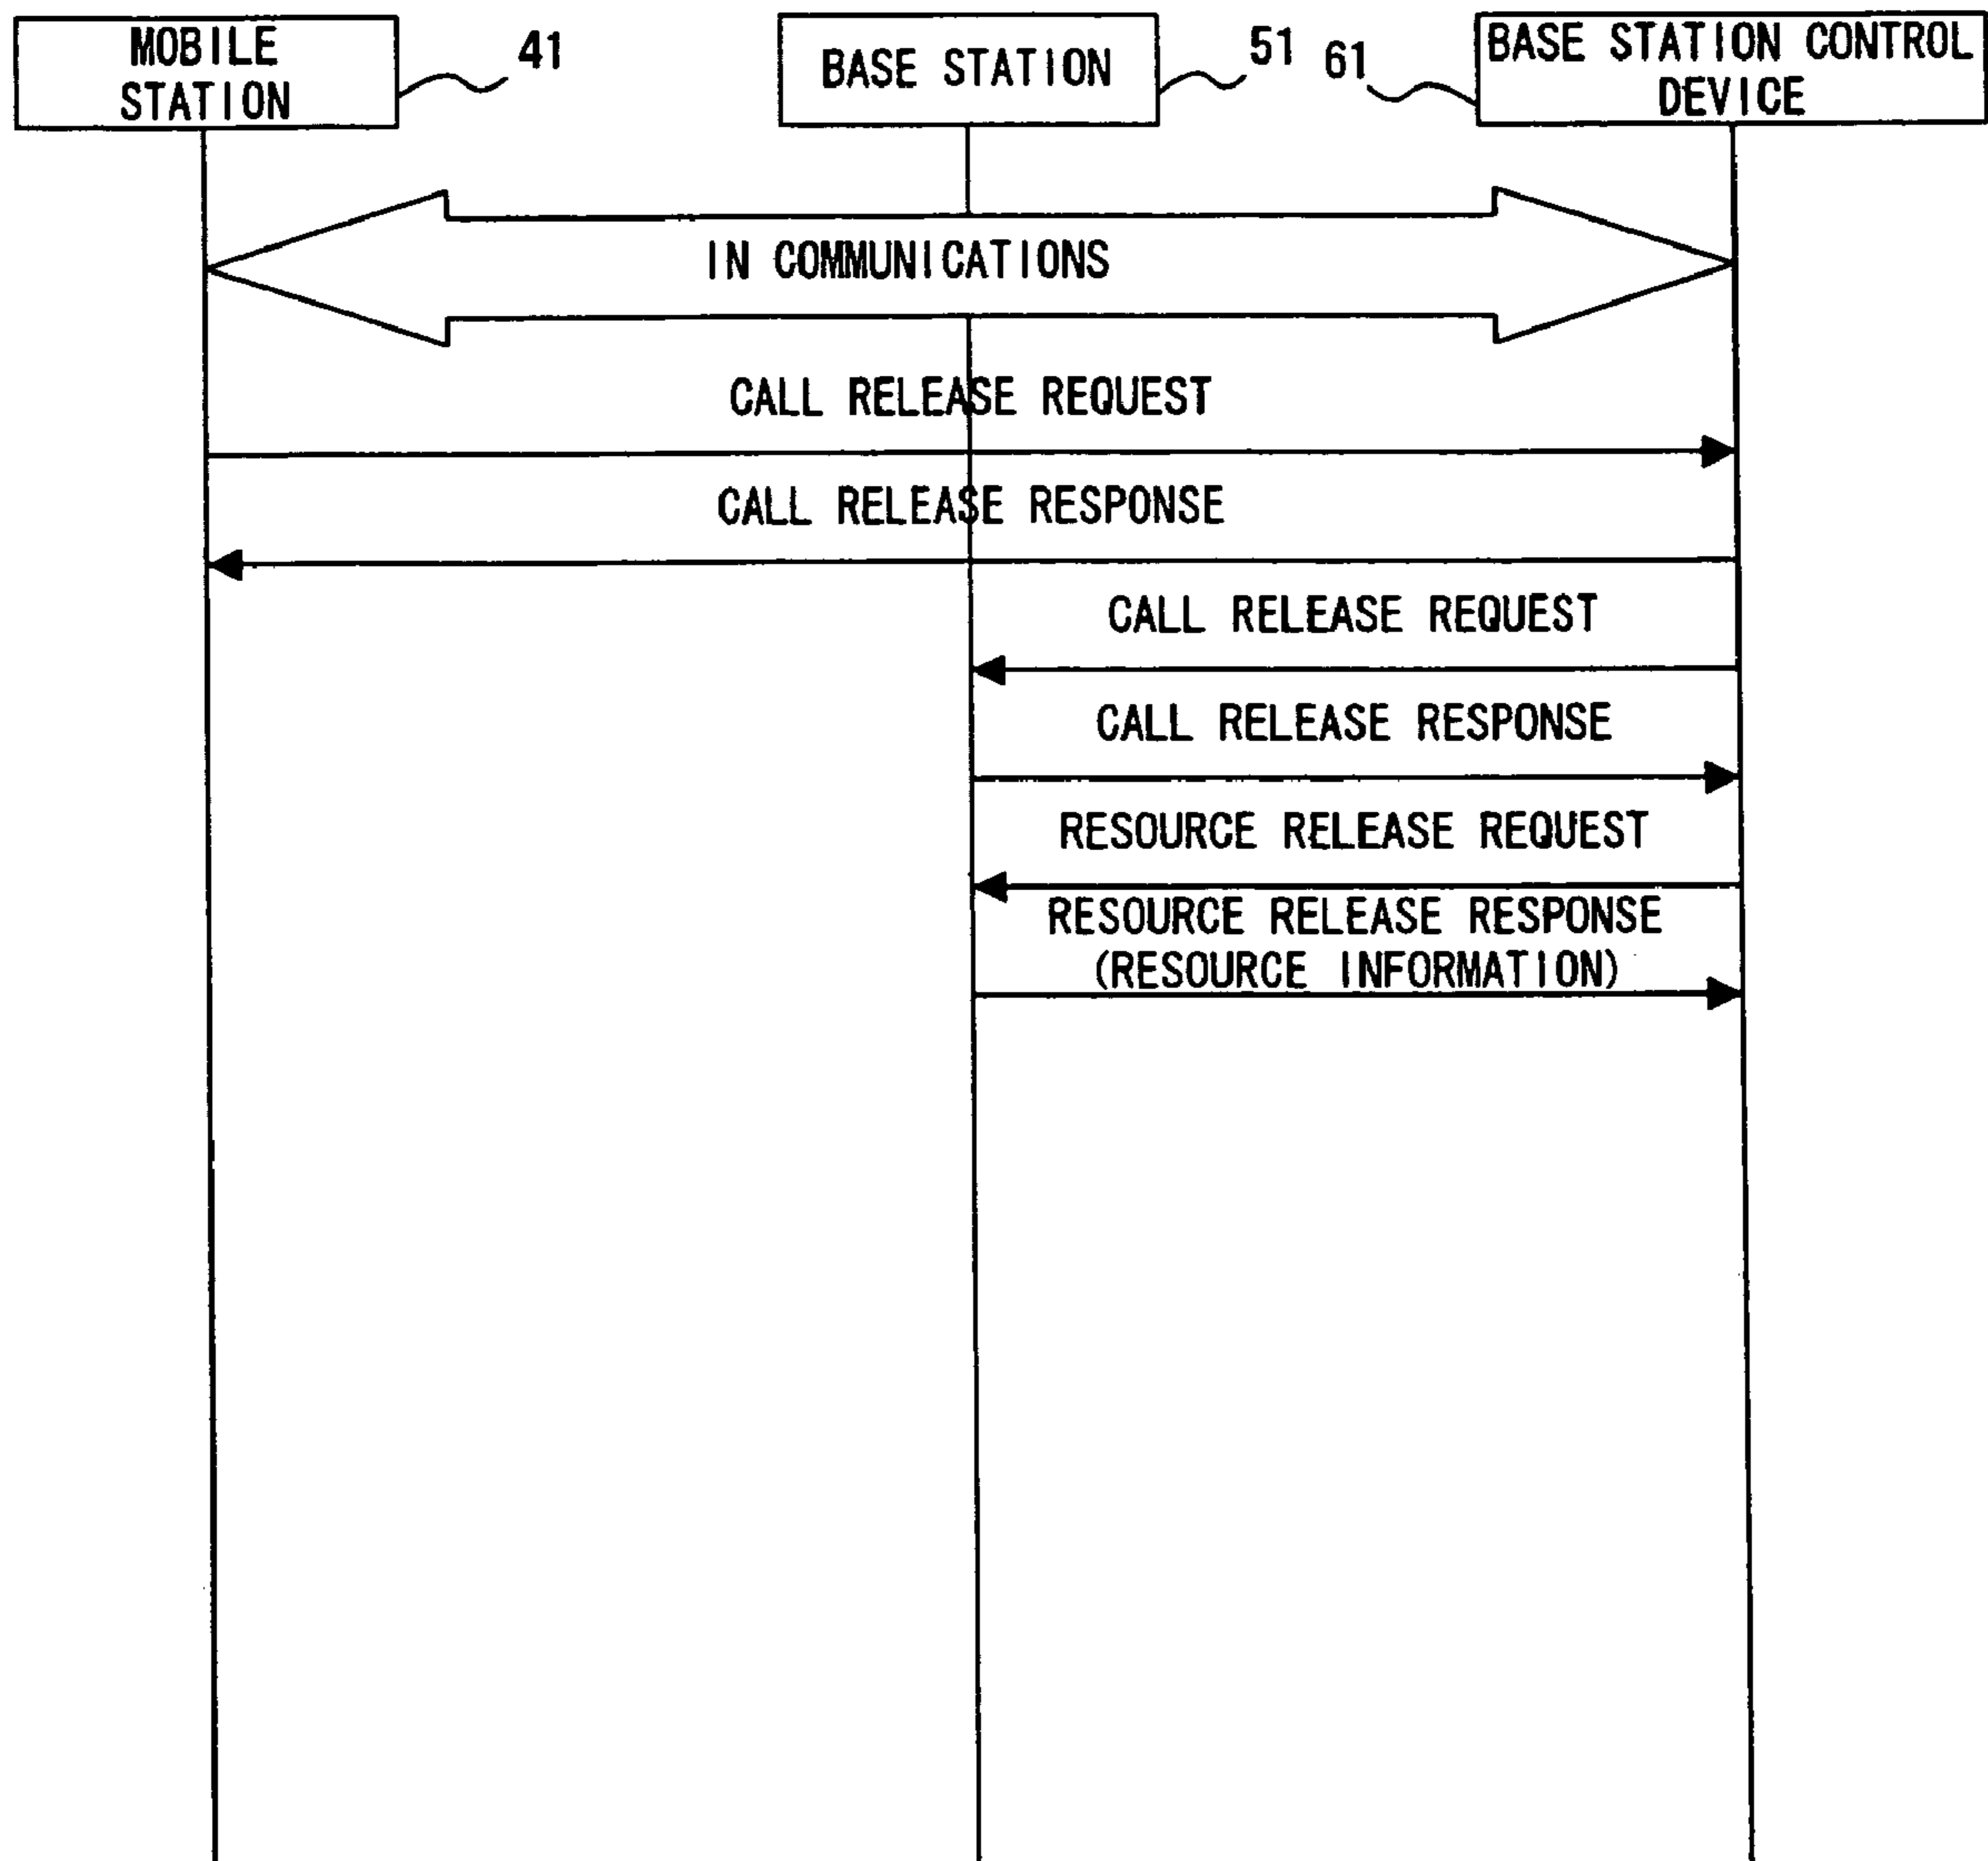 MOBILE
STATION
41
BASE STATION
51
61
BASE STATION CONTROL
DEVICE
IN COMMUNICATIONS
CALL RELEASE REQUEST
CALL RELEASE RESPONSE
CALL RELEASE REQUEST
CALL RELEASE RESPONSE
RESOURCE RELEASE REQUEST
RESOURCE RELEASE RESPONSE
(RESOURCE INFORMATION)